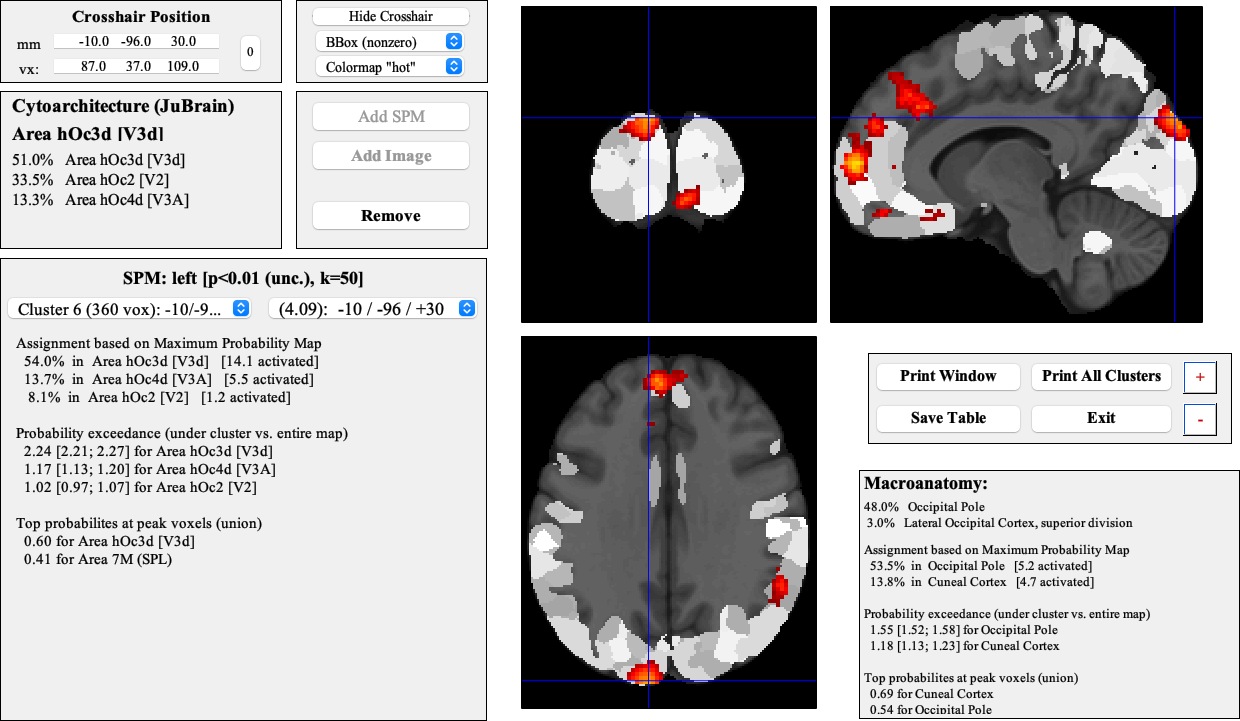 Crosshair Position
mm -10.0 -96.0 30.0
vx: 87.0 37.0 109.0
0
Hide Crosshair
BBox (nonzero)
Colormap "hot"
Cytoarchitecture (JuBrain)
Area hOc3d [V3d]
51.0% Area hOc3d [V3d]
33.5% Area hOc2 [V2]
13.3% Area hOc4d [V3A]
Add SPM
Add Image
Remove
SPM: left [p<0.01 (unc.), k=50]
Cluster 6 (360 vox): -10/-9... (4.09): -10 / -96 / +30
Assignment based on Maximum Probability Map
54.0% in Area hOc3d [V3d] [14.1 activated]
13.7% in Area hOc4d [V3A] [5.5 activated]
8.1% in Area hOc2 [V2] [1.2 activated]
Probability exceedance (under cluster vs. entire map)
2.24 [2.21; 2.27] for Area hOc3d [V3d]
1.17 [1.13; 1.20] for Area hOc4d [V3A]
1.02 [0.97; 1.07] for Area hOc2 [V2]
Top probabilites at peak voxels (union)
0.60 for Area hOc3d [V3d]
0.41 for Area 7M (SPL)
Print Window Print All Clusters +
Save Table Exit -
Macroanatomy:
48.0% Occipital Pole
3.0% Lateral Occipital Cortex, superior division
Assignment based on Maximum Probability Map
53.5% in Occipital Pole [5.2 activated]
13.8% in Cuneal Cortex [4.7 activated]
Probability exceedance (under cluster vs. entire map)
1.55 [1.52; 1.58] for Occipital Pole
1.18 [1.13; 1.23] for Cuneal Cortex
Top probabilites at peak voxels (union)
0.69 for Cuneal Cortex
0.54 for Occipital Pole